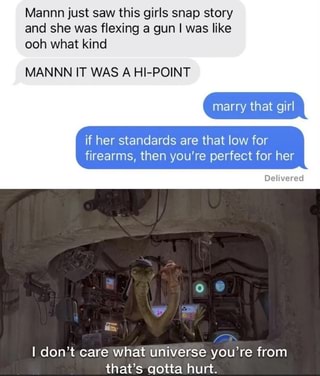 Mannn just saw this girls snap story
and she was flexing a gun I was like
ooh what kind
MANNN IT WAS A HI-POINT
marry that girl
if her standards are that low for
firearms, then you're perfect for her
Delivered
I don't care what universe you're from
that's gotta hurt.